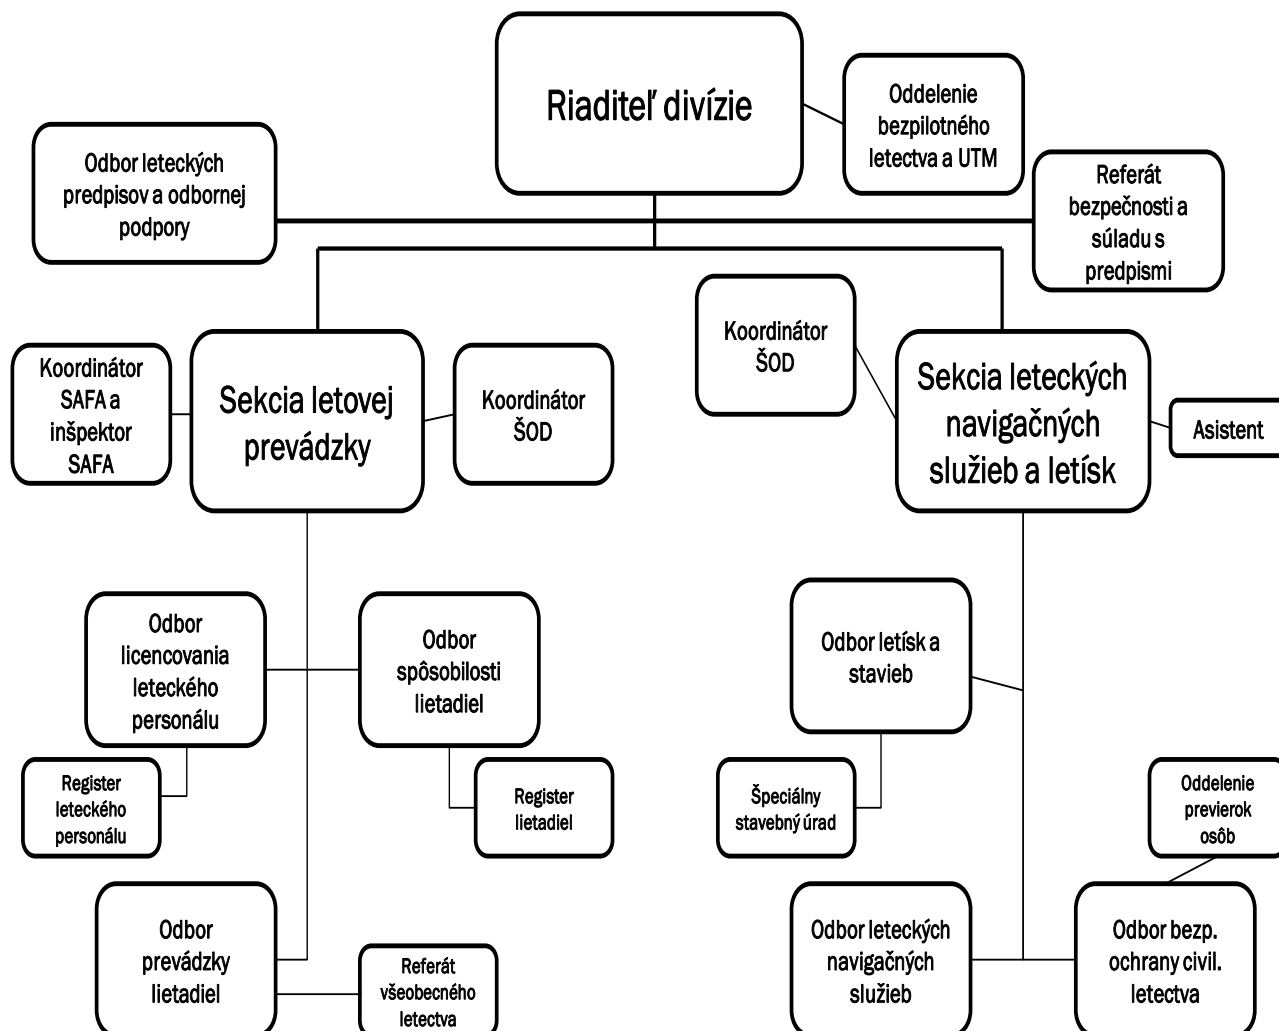 Riaditeľ divízie
Oddelenie
bezpilotného
letectva a UTM
Odbor leteckých
predpisov a odbornej
podpory
Referát
bezpečnosti a
súladu s
predpismi
Koordinátor
SAFA a
inšpektor
SAFA
Sekcia letovej
prevádzky
Koordinátor
ŠOD
Koordinátor
ŠOD
Sekcia leteckých
navigačných
služieb a letísk
Asistent
Odbor
licencovania
leteckého
personálu
Odbor
spôsobilosti
lietadiel
Odbor letísk a
stavieb
Register
leteckého
personálu
Register
lietadiel
Špeciálny
stavebný úrad
Oddelenie
previerok
osôb
Odbor
prevádzky
lietadiel
Referát
všeobecného
letectva
Odbor leteckých
navigačných
služieb
Odbor bezp.
ochrany civil.
letectva